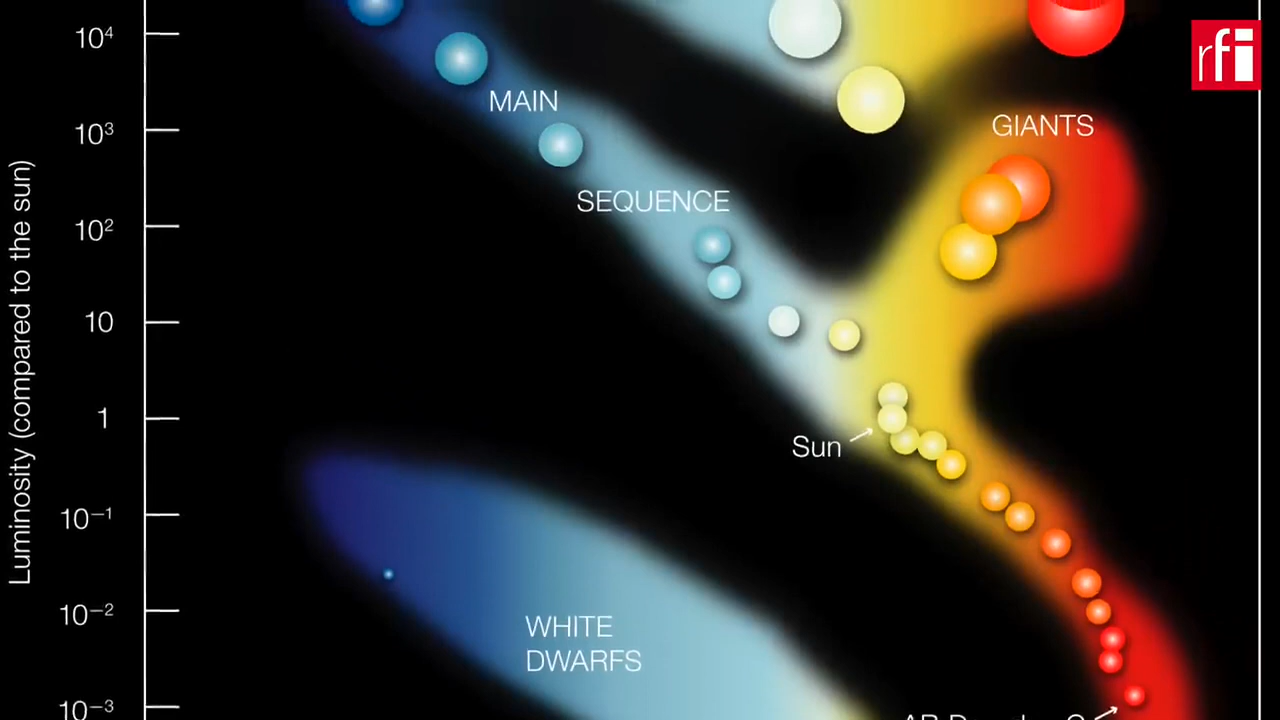 rfi
10⁴
MAIN
GIANTS
10³
SEQUENCE
10²
Luminosity (compared to the sun)
10
1
Sun
10⁻¹
10⁻²
WHITE
DWARFS
10⁻³